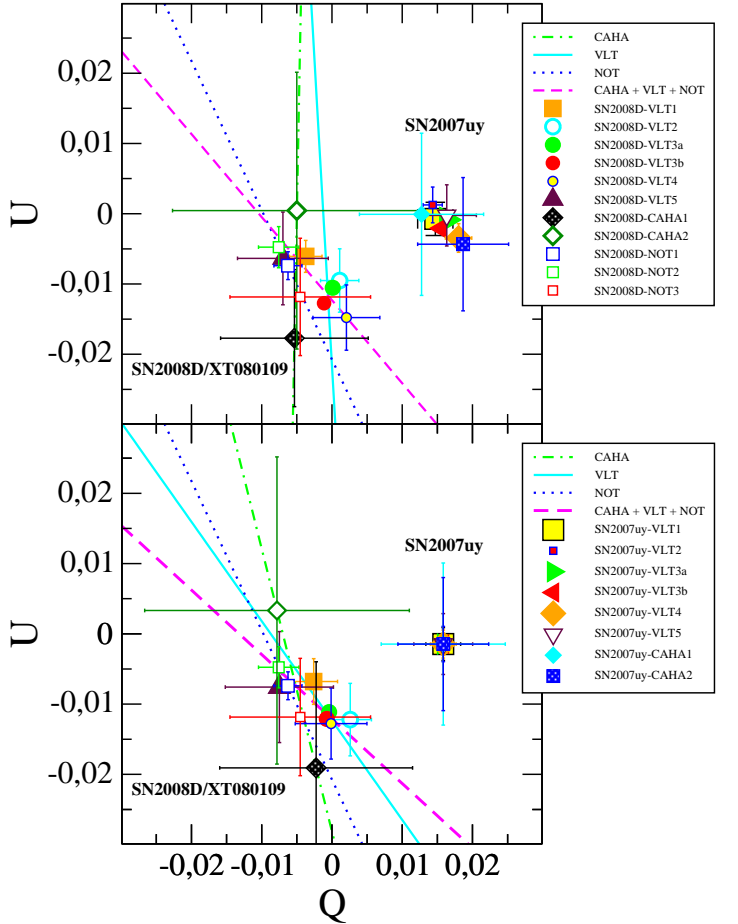 0,02
0,01
0
-0,01
-0,02
U
SN2007uy
SN2008D/XT080109
CAHA
VLT
NOT
CAHA + VLT + NOT
SN2008D-VLT1
SN2008D-VLT2
SN2008D-VLT3a
SN2008D-VLT3b
SN2008D-VLT4
SN2008D-VLT5
SN2008D-CAHA1
SN2008D-CAHA2
SN2008D-NOT1
SN2008D-NOT2
SN2008D-NOT3
0,02
0,01
0
-0,01
-0,02
U
SN2007uy
SN2008D/XT080109
CAHA
VLT
NOT
CAHA + VLT + NOT
SN2007uy-VLT1
SN2007uy-VLT2
SN2007uy-VLT3a
SN2007uy-VLT3b
SN2007uy-VLT4
SN2007uy-VLT5
SN2007uy-CAHA1
SN2007uy-CAHA2
-0,02 -0,01 0 0,01 0,02
Q